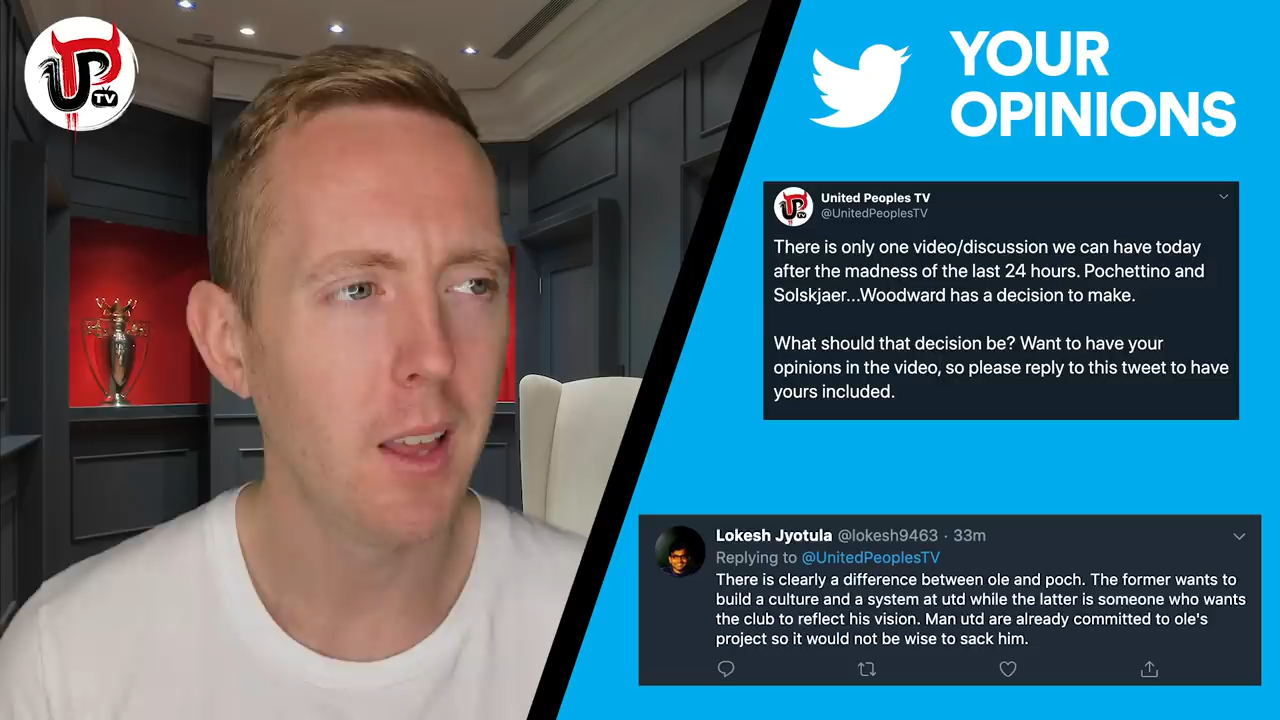 UP TV
YOUR
OPINIONS
UP TV
United Peoples TV
@UnitedPeoplesTV
There is only one video/discussion we can have today
after the madness of the last 24 hours. Pochettino and
Solskjaer...Woodward has a decision to make.
What should that decision be? Want to have your
opinions in the video, so please reply to this tweet to have
yours included.
Lokesh Jyotula @lokesh9463 · 33m
Replying to @UnitedPeoplesTV
There is clearly a difference between ole and poch. The former wants to
build a culture and a system at utd while the latter is someone who wants
the club to reflect his vision. Man utd are already committed to ole's
project so it would not be wise to sack him.